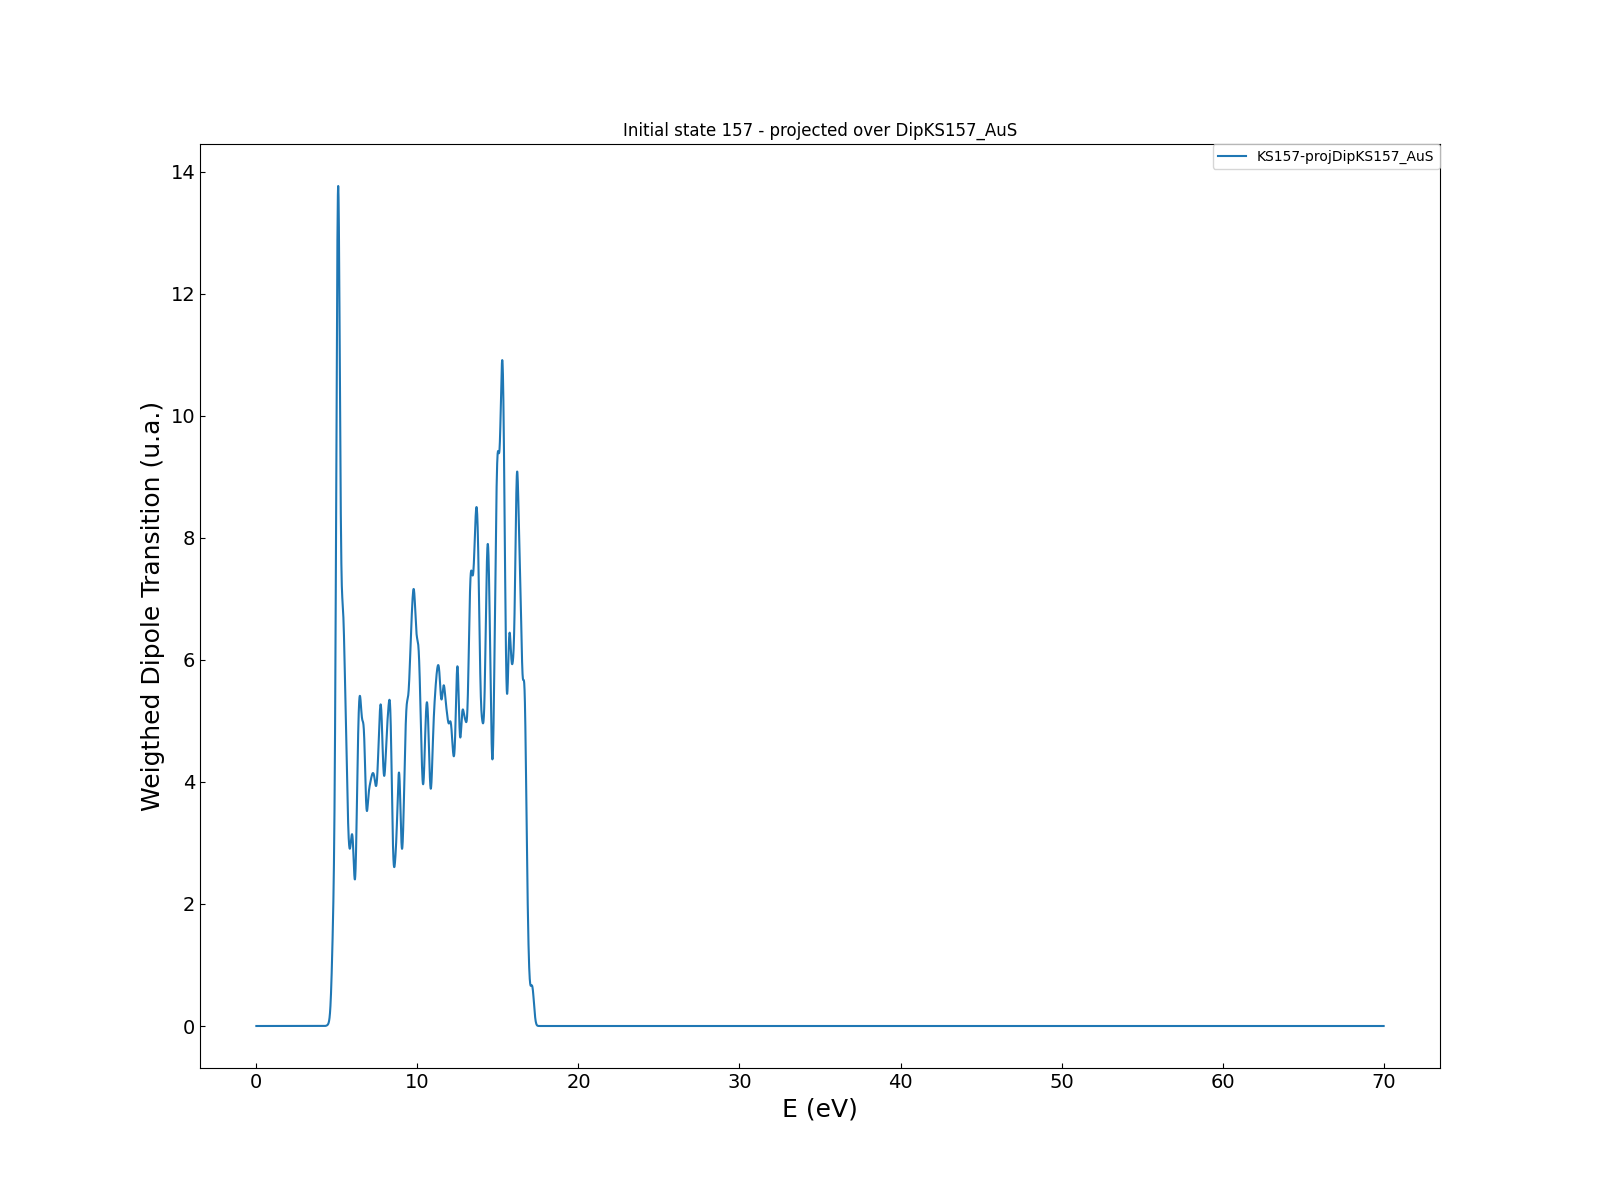 Initial state 157 - projected over DipKS157_AuS
KS157-projDipKS157_AuS
14
12
10
8
6
4
2
0
Weigthed Dipole Transition (u.a.)
0 10 20 30 40 50 60 70
E (eV)